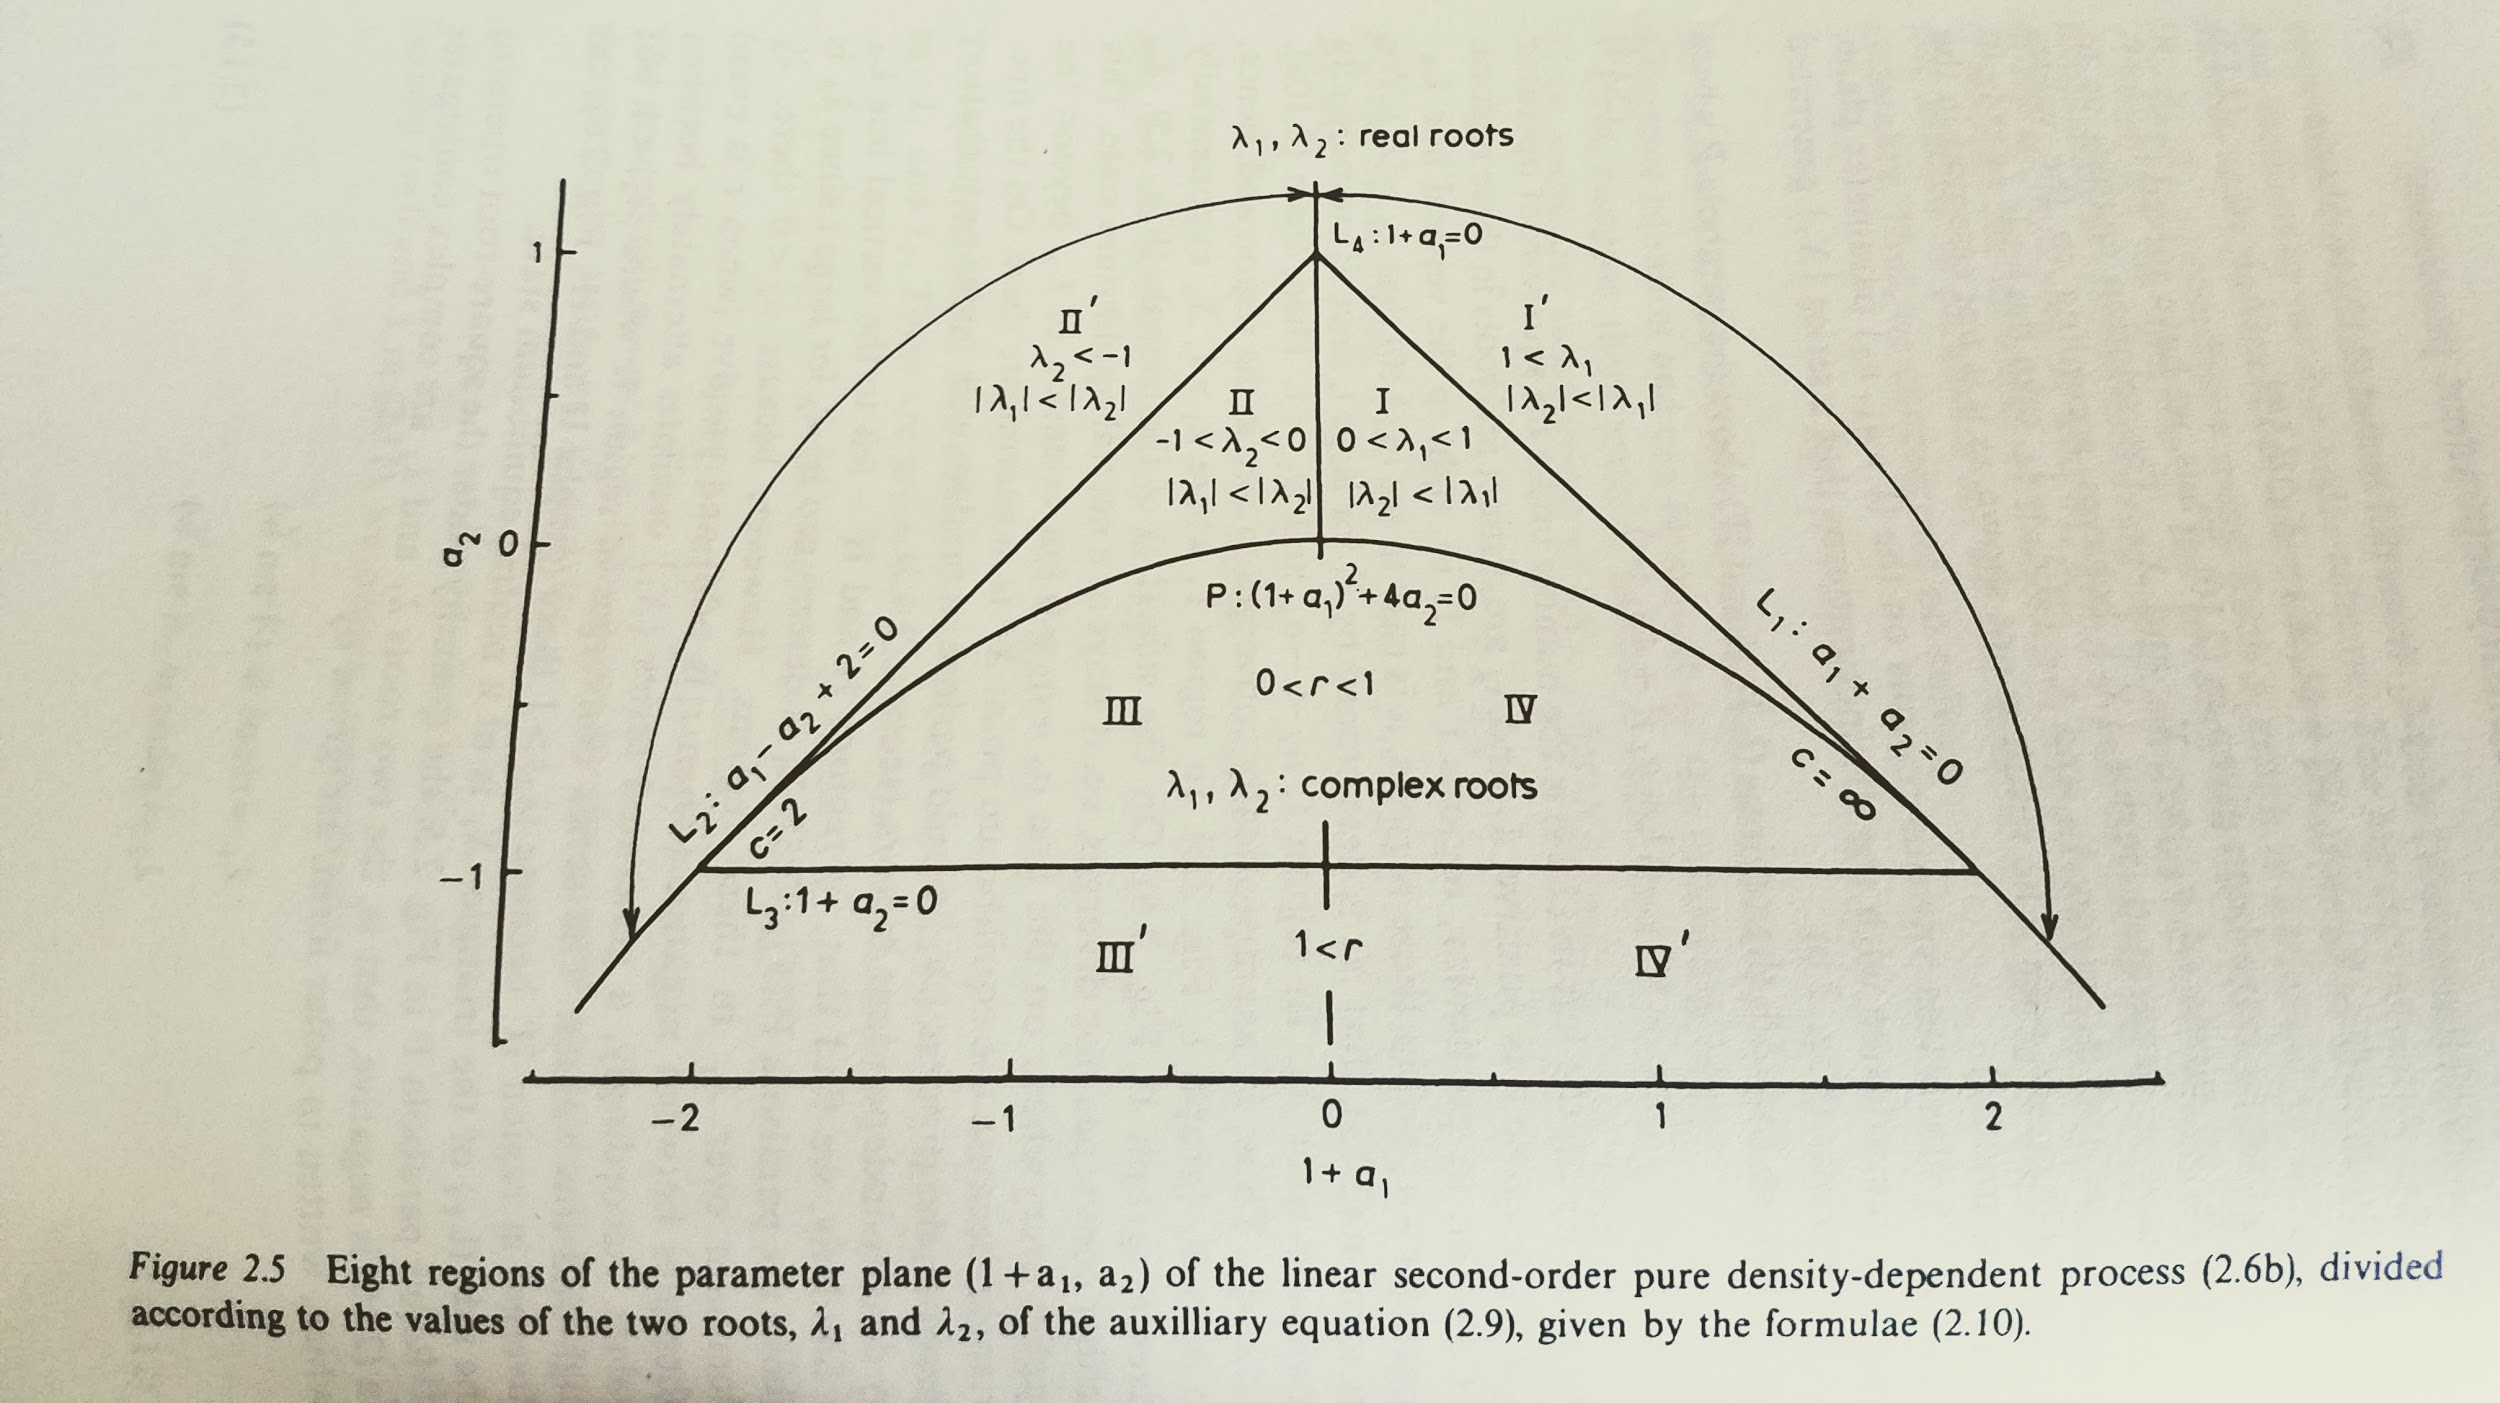 λ₁, λ₂: real roots
L₄: 1+a₁=0
1
II′
λ₂ < -1
|λ₁| < |λ₂|
I′
1 < λ₁
|λ₂| < |λ₁|
II
-1 < λ₂ < 0
|λ₁| < |λ₂|
I
0 < λ₁ < 1
|λ₂| < |λ₁|
a₂ 0
P: (1+a₁)²+4a₂=0
L₂: a₁-a₂+2=0
c=2
L₁: a₁+a₂=0
c=∞
0<r<1
III
IV
λ₁, λ₂: complex roots
-1
L₃: 1+a₂=0
III′
1<r
IV′
-2 -1 0 1 2
1+a₁
Figure 2.5 Eight regions of the parameter plane (1+a₁, a₂) of the linear second-order pure density-dependent process (2.6b), divided
according to the values of the two roots, λ₁ and λ₂, of the auxilliary equation (2.9), given by the formulae (2.10).